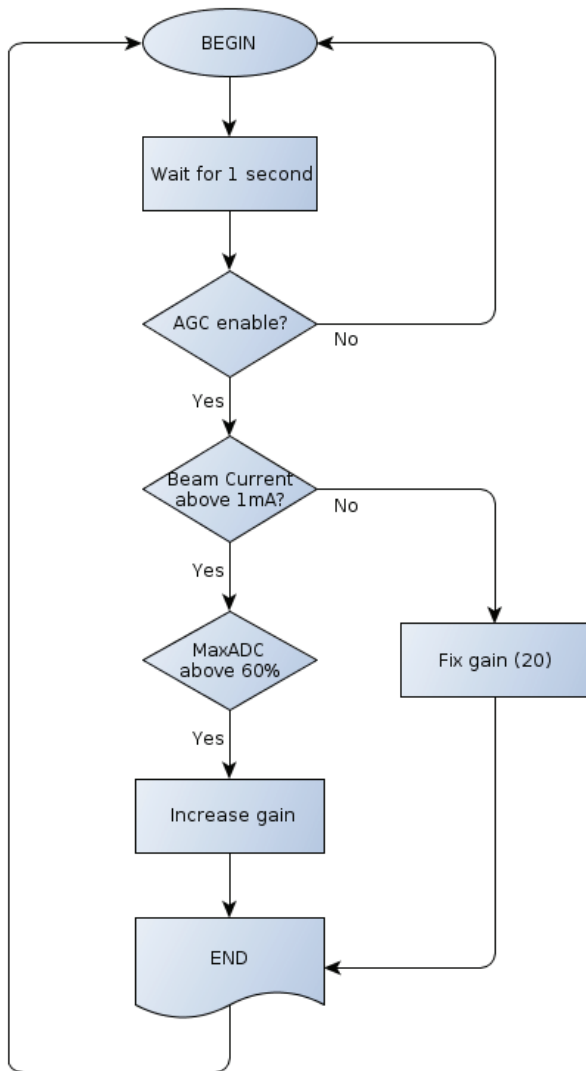 BEGIN
Wait for 1 second
AGC enable?
No
Yes
Beam Current
above 1mA?
No
Yes
MaxADC
above 60%
Fix gain (20)
Yes
Increase gain
END